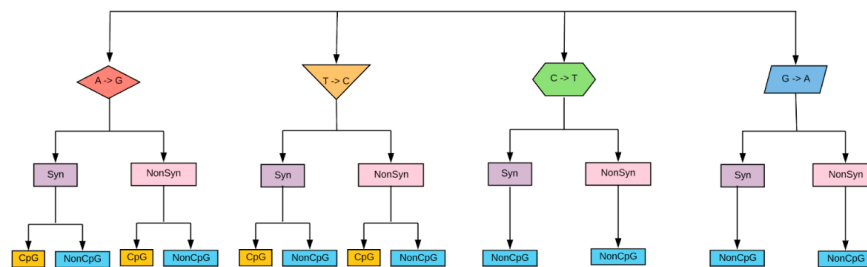 A -> G
T -> C
C -> T
G -> A
Syn
NonSyn
Syn
NonSyn
Syn
NonSyn
Syn
NonSyn
CpG
NonCpG
CpG
NonCpG
CpG
NonCpG
CpG
NonCpG
NonCpG
NonCpG
NonCpG
NonCpG